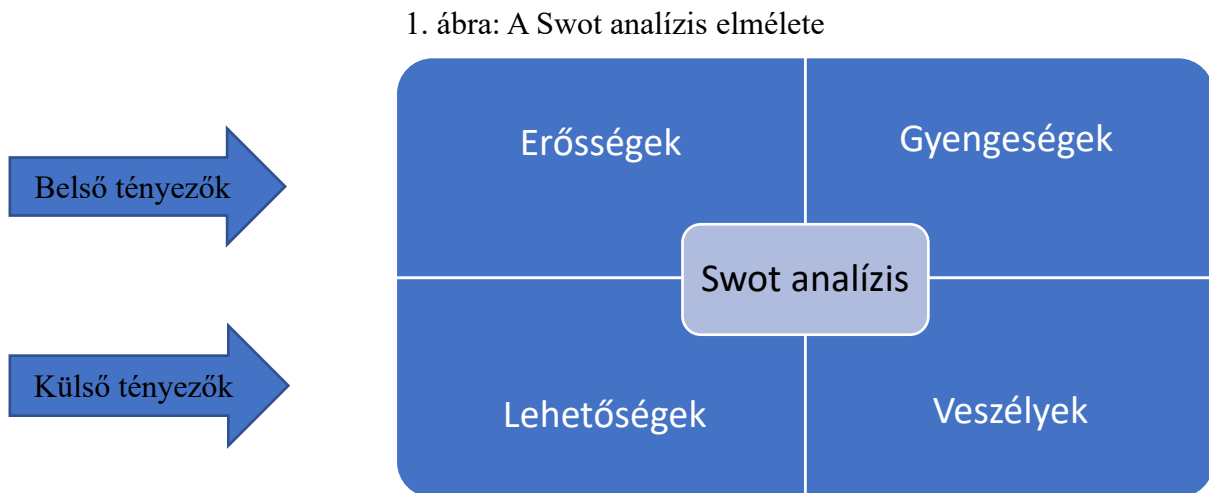 1. ábra: A Swot analízis elmélete
Erősségek
Gyengeségek
Belső tényezők
Swot analízis
Külső tényezők
Lehetőségek
Veszélyek